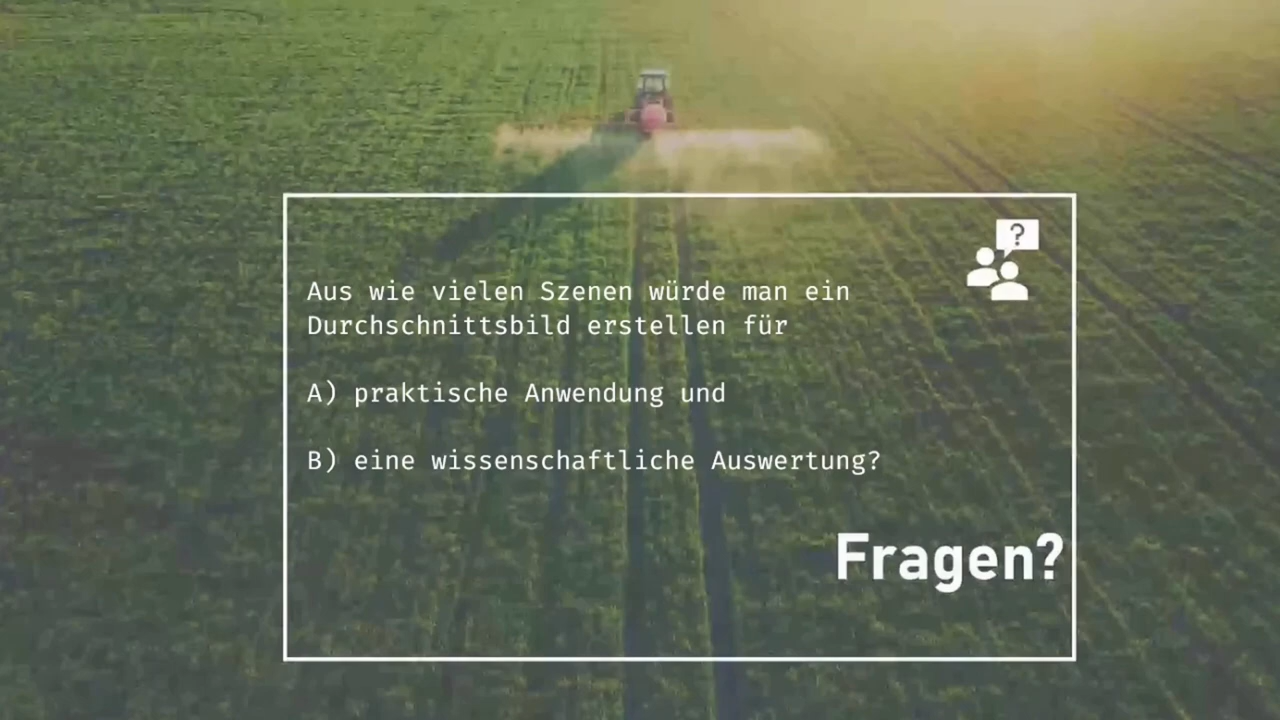 ?
Aus wie vielen Szenen würde man ein
Durchschnittsbild erstellen für
A) praktische Anwendung und
B) eine wissenschaftliche Auswertung?
Fragen?